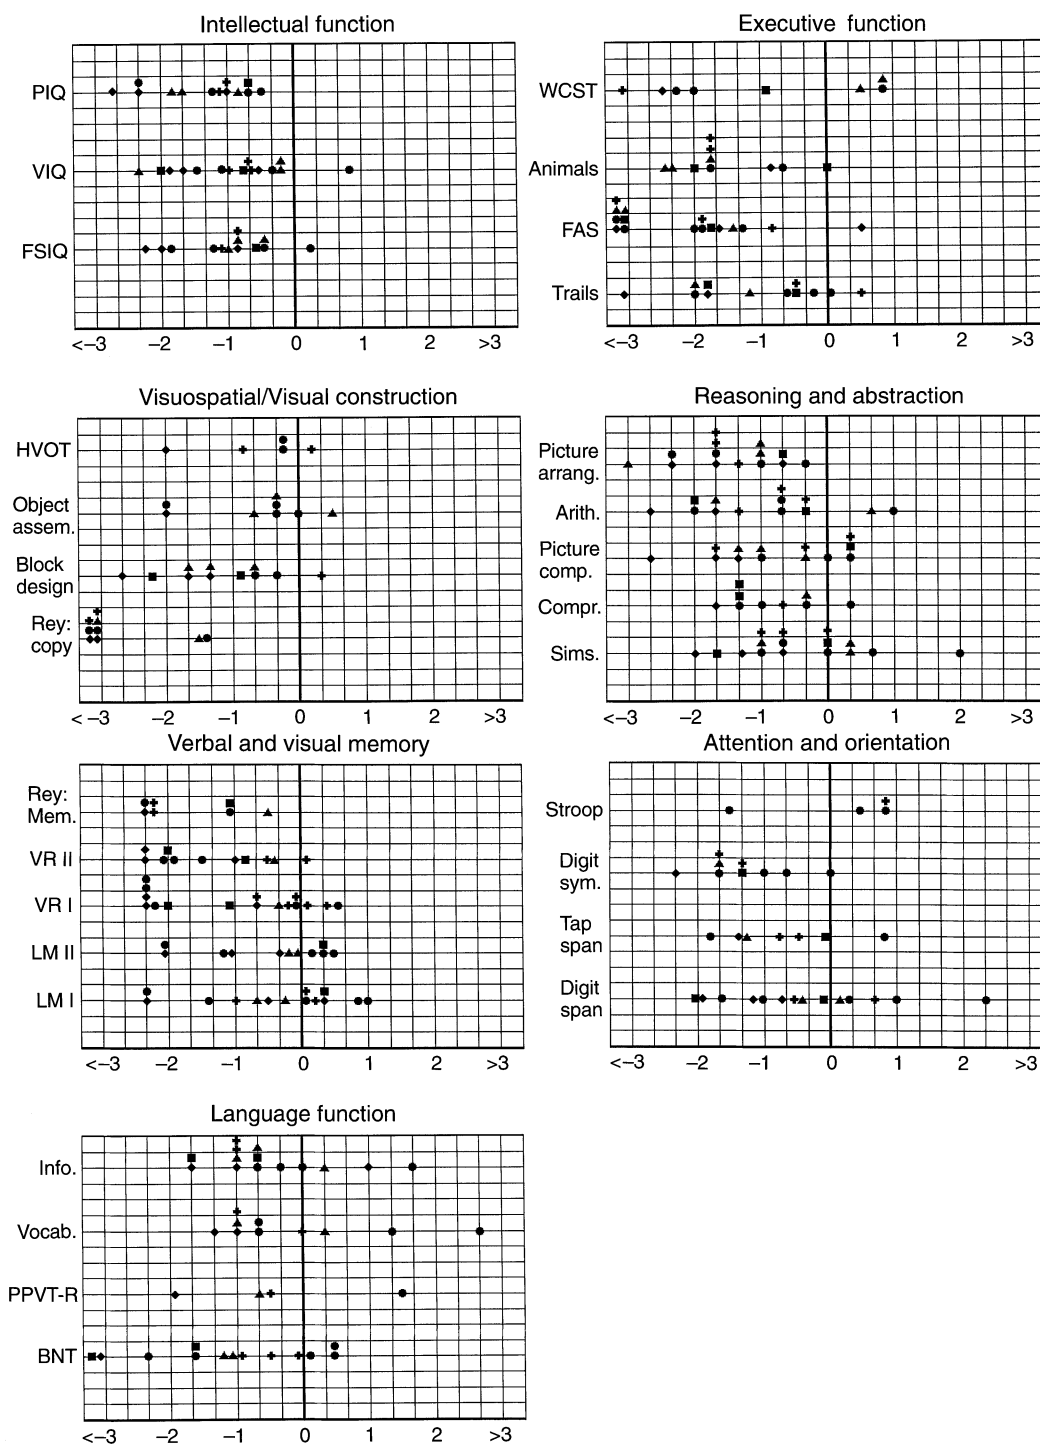 Intellectual function
PIQ
VIQ
FSIQ
<–3 –2 –1 0 1 2 >3
Executive function
WCST
Animals
FAS
Trails
<–3 –2 –1 0 1 2 >3
Visuospatial/Visual construction
HVOT
Object
assem.
Block
design
Rey:
copy
< –3 –2 –1 0 1 2 >3
Reasoning and abstraction
Picture
arrang.
Arith.
Picture
comp.
Compr.
Sims.
<–3 –2 –1 0 1 2 >3
Verbal and visual memory
Rey:
Mem.
VR II
VR I
LM II
LM I
<–3 –2 –1 0 1 2 >3
Attention and orientation
Stroop
Digit
sym.
Tap
span
Digit
span
<–3 –2 –1 0 1 2 >3
Language function
Info.
Vocab.
PPVT-R
BNT
<–3 –2 –1 0 1 2 >3